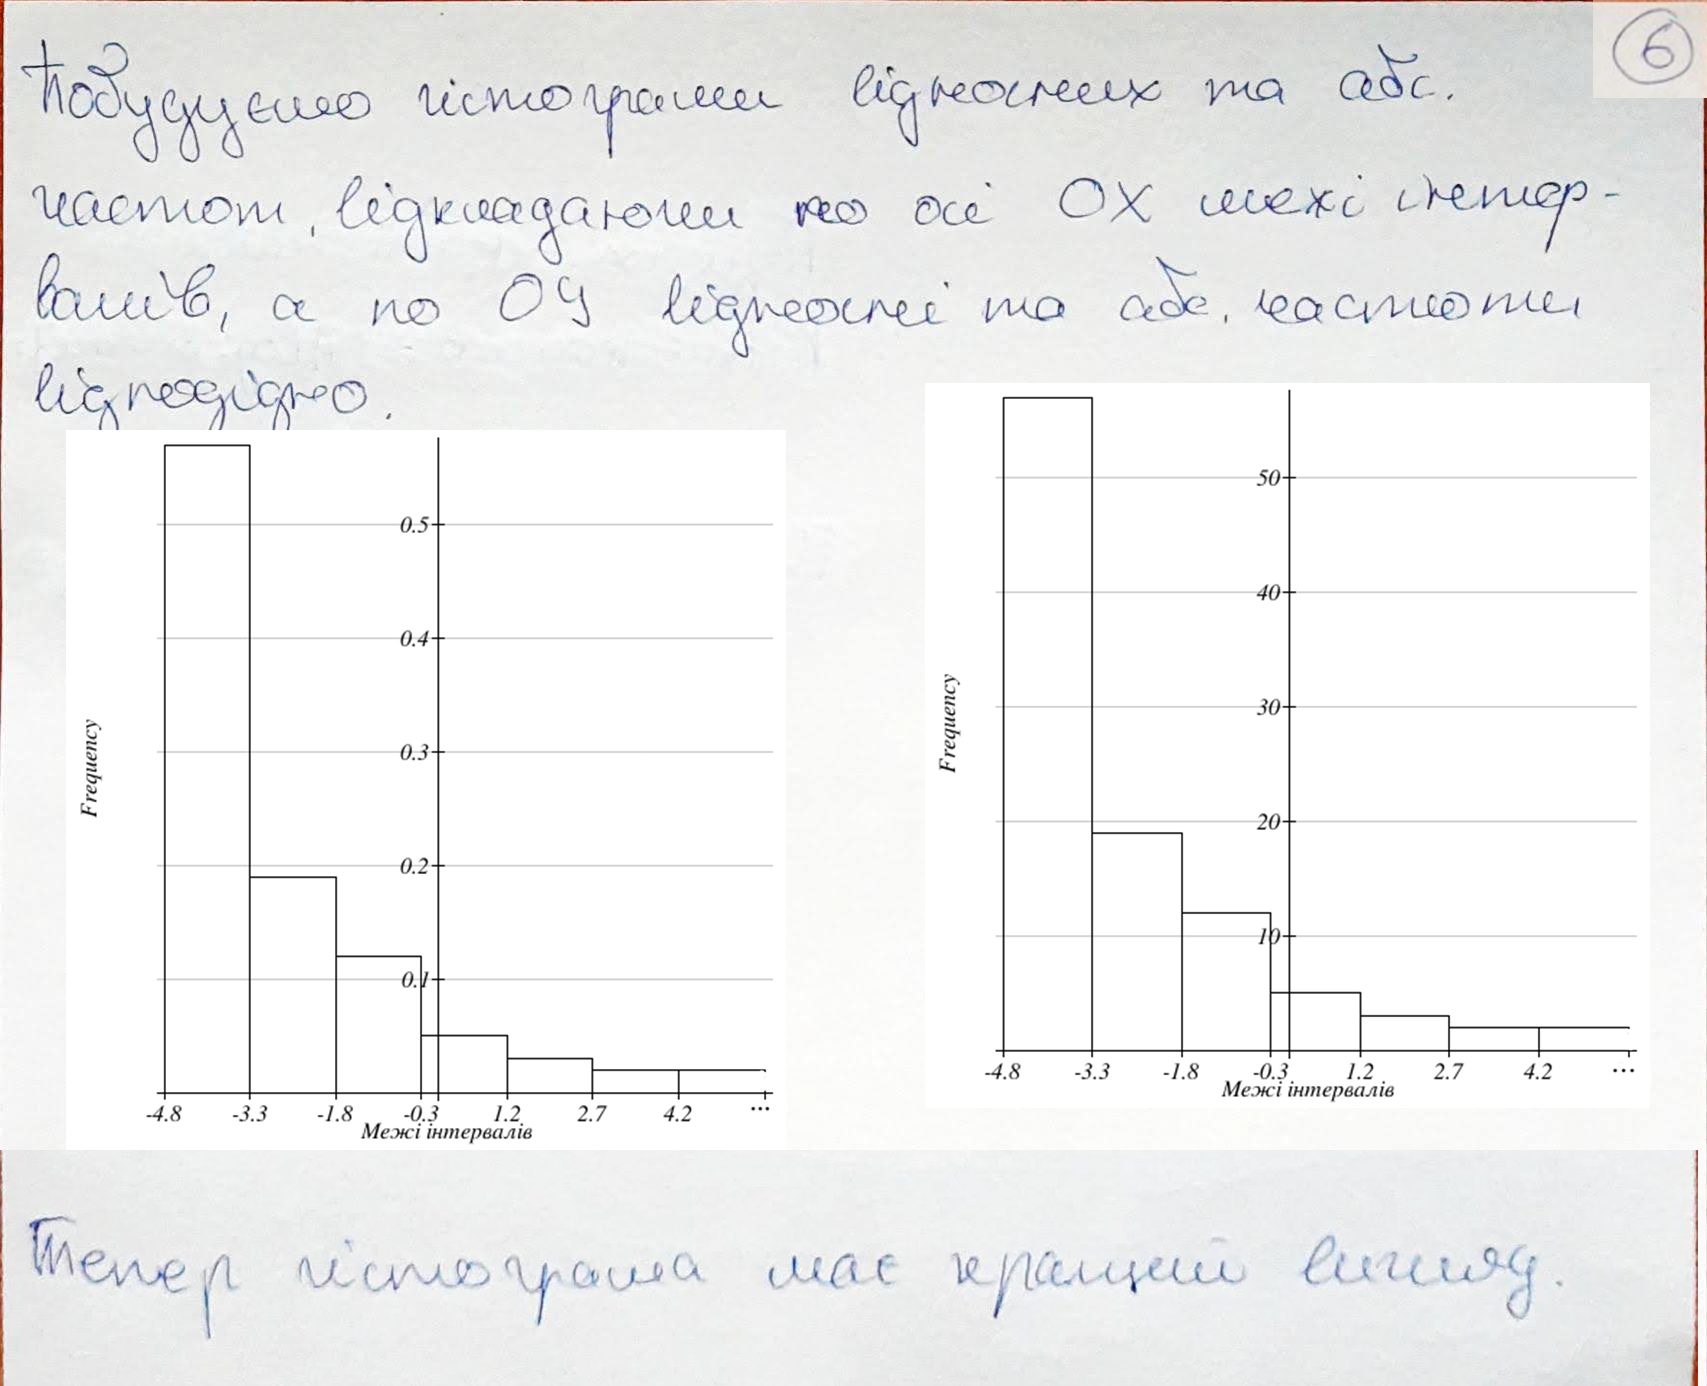 6
Побудуємо гістограми відносних та абс.
частот, відкладаючи по осі OX межі інтер-
валів, а по OY відносні та абс. частоти
відповідно.
0.5
0.4
0.3
0.2
0.1
Frequency
-4.8 -3.3 -1.8 -0.3 1.2 2.7 4.2 ...
Межі інтервалів
50
40
30
20
10
Frequency
-4.8 -3.3 -1.8 -0.3 1.2 2.7 4.2 ...
Межі інтервалів
Тепер гістограма має кращий вигляд.